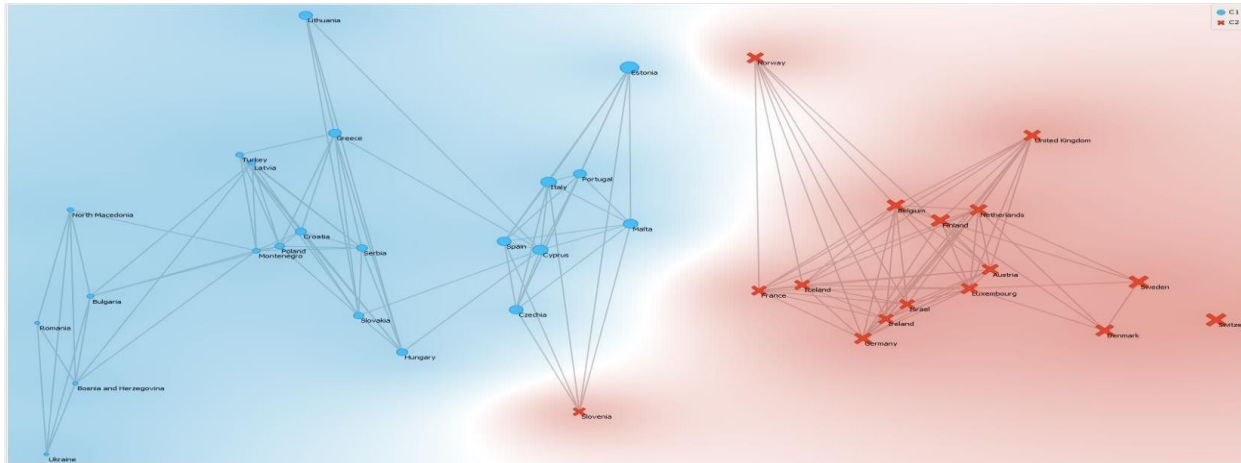 C1
C2
Lithuania
Norway
Estonia
Greece
United Kingdom
Turkey
Latvia
Portugal
Italy
North Macedonia
Belgium
Netherlands
Finland
Malta
Croatia
Spain
Poland
Serbia
Montenegro
Cyprus
Austria
Sweden
Iceland
Luxembourg
France
Bulgaria
Israel
Czechia
Slovakia
Ireland
Switze
Romania
Denmark
Germany
Hungary
Bosnia and Herzegovina
Slovenia
Ukraine